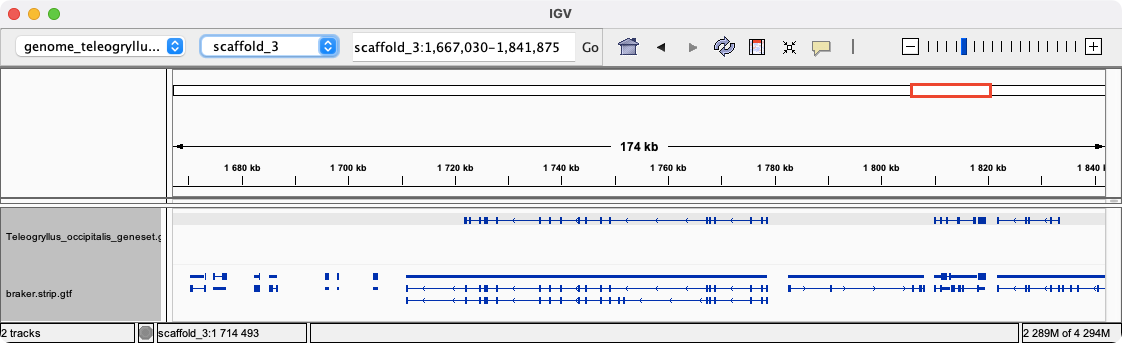 IGV
genome_teleogryllu... scaffold_3 scaffold_3:1,667,030-1,841,875 Go
174 kb
1 680 kb 1 700 kb 1 720 kb 1 740 kb 1 760 kb 1 780 kb 1 800 kb 1 820 kb 1 840 k
Teleogryllus_occipitalis_geneset.g
braker.strip.gtf
2 tracks scaffold_3:1 714 493 2 289M of 4 294M